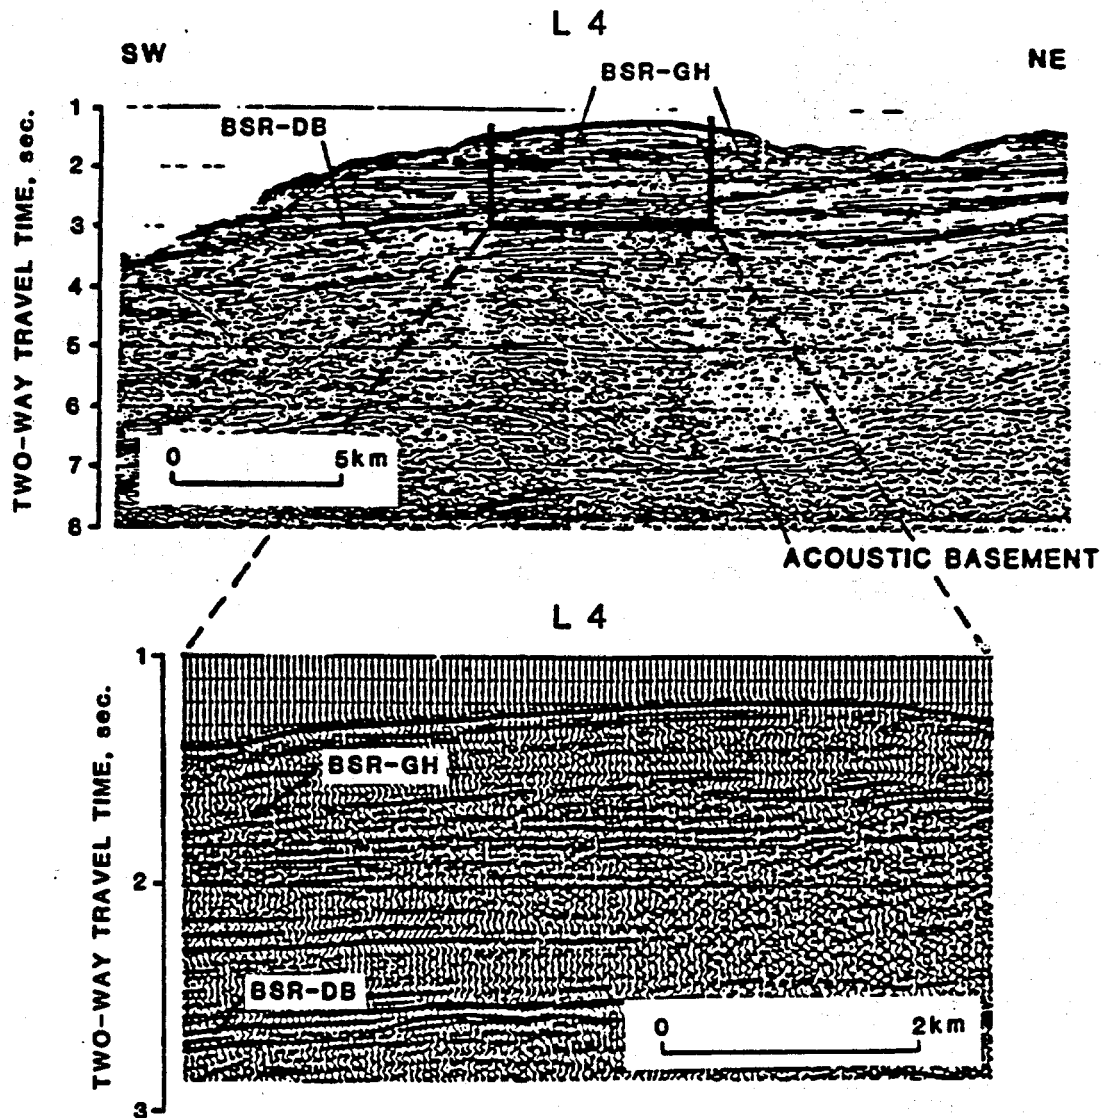 L 4
SW
NE
BSR-GH
BSR-DB
TWO-WAY TRAVEL TIME, sec.
1
2
3
4
5
6
7
8
0 5km
ACOUSTIC BASEMENT
L 4
TWO-WAY TRAVEL TIME, sec.
1
2
3
BSR-GH
BSR-DB
0 2km